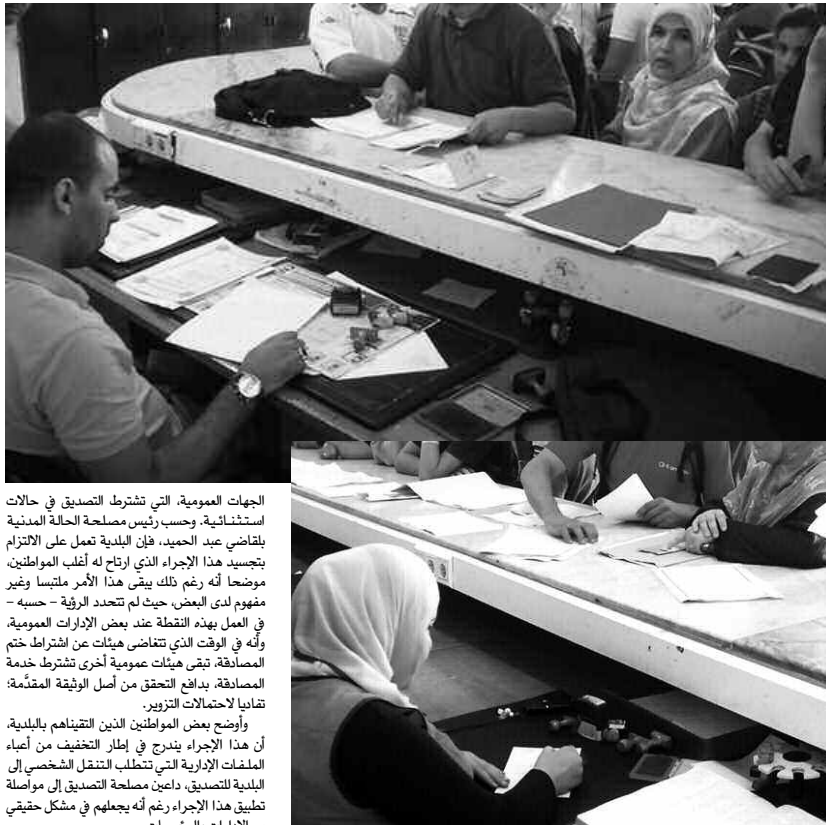 الجهات العمومية، التي تشترط التصديق في حالات
استـثـنـائـية. وحسب رئيس مصلـحـة الحالة المدنية
بلقاضي عبد الحميد، فإن البلدية تعمل على الالتزام
بتجسيد هذا الإجراء الذي ارتاح له أغلب المواطنين،
موضحا أنه رغم ذلك يبقى هذا الأمر ملتبسا وغير
مفهوم لدى البعض، حيث لم تتحدد الرؤية – حسبه –
في العمل بهذه النقطة عند بعض الإدارات العمومية،
وأنه في الوقت الذي تتغاضى هيئات عن اشتراط ختم
المصادقة، تبقى هيئات عمومية أخرى تشترط خدمة
المصادقة، بدافع التحقق من أصل الوثيقة المقدَّمة؛
تفاديا لاحتمالات التزوير.
وأوضح بعض المواطنين الذين التقيناهم بالبلدية،
أن هذا الإجراء يندرج في إطار التخفيف من أعباء
الملفات الإدارية التي تتطلب التنقل الشخصي إلى
البلدية للتصديق، داعين مصلحة التصديق إلى مواصلة
تطبيق هذا الإجراء رغم أنه يجعلهم في مشكل حقيقي